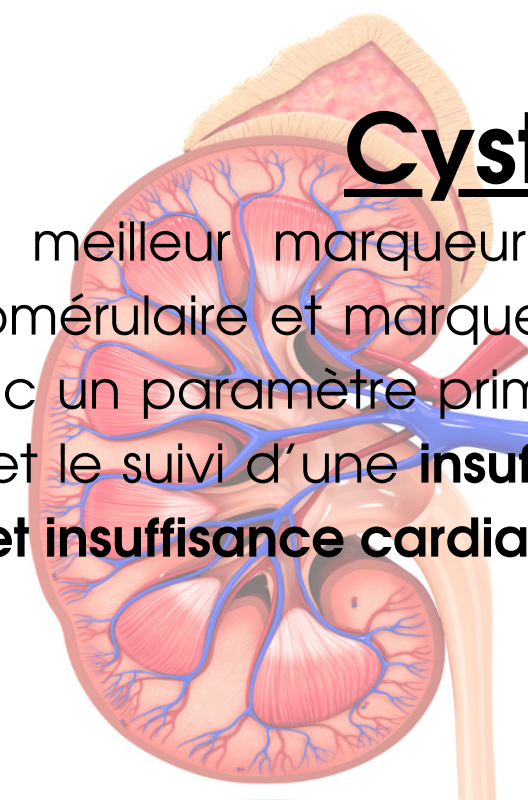 Cyst
meilleur marqueur
omérulaire et marque
c un paramètre prim
et le suivi d’une insuf
et insuffisance cardia